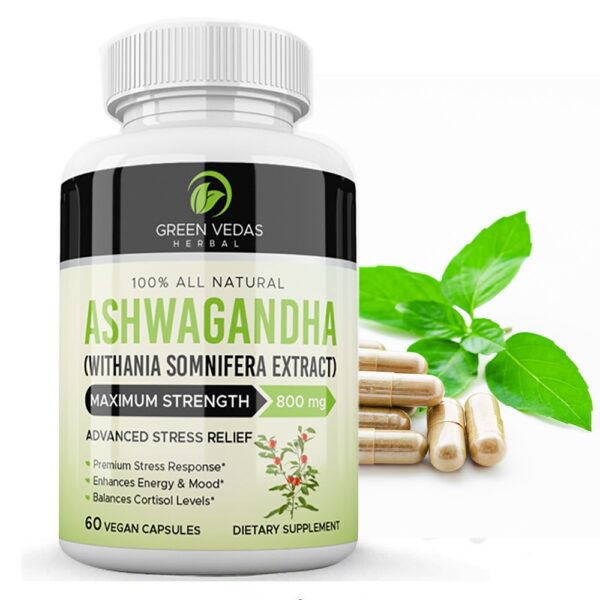 GREEN VEDAS
HERBAL
100% ALL NATURAL
ASHWAGANDHA
(WITHANIA SOMNIFERA EXTRACT)
MAXIMUM STRENGTH 800 mg
ADVANCED STRESS RELIEF
• Premium Stress Response*
• Enhances Energy & Mood*
• Balances Cortisol Levels*
60 VEGAN CAPSULES DIETARY SUPPLEMENT